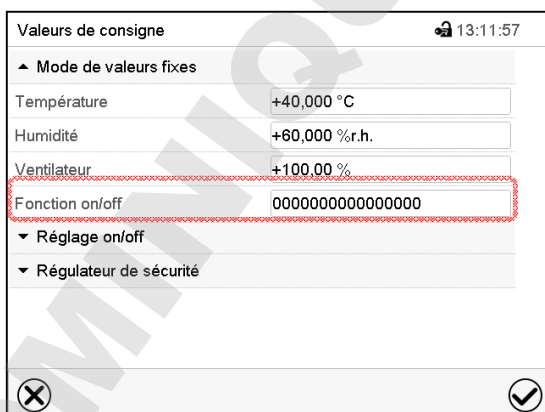 Valeurs de consigne 13:11:57
Mode de valeurs fixes
Température +40,000 °C
Humidité +60,000 %r.h.
Ventilateur +100,00 %
Fonction on/off 0000000000000000
Réglage on/off
Régulateur de sécurité